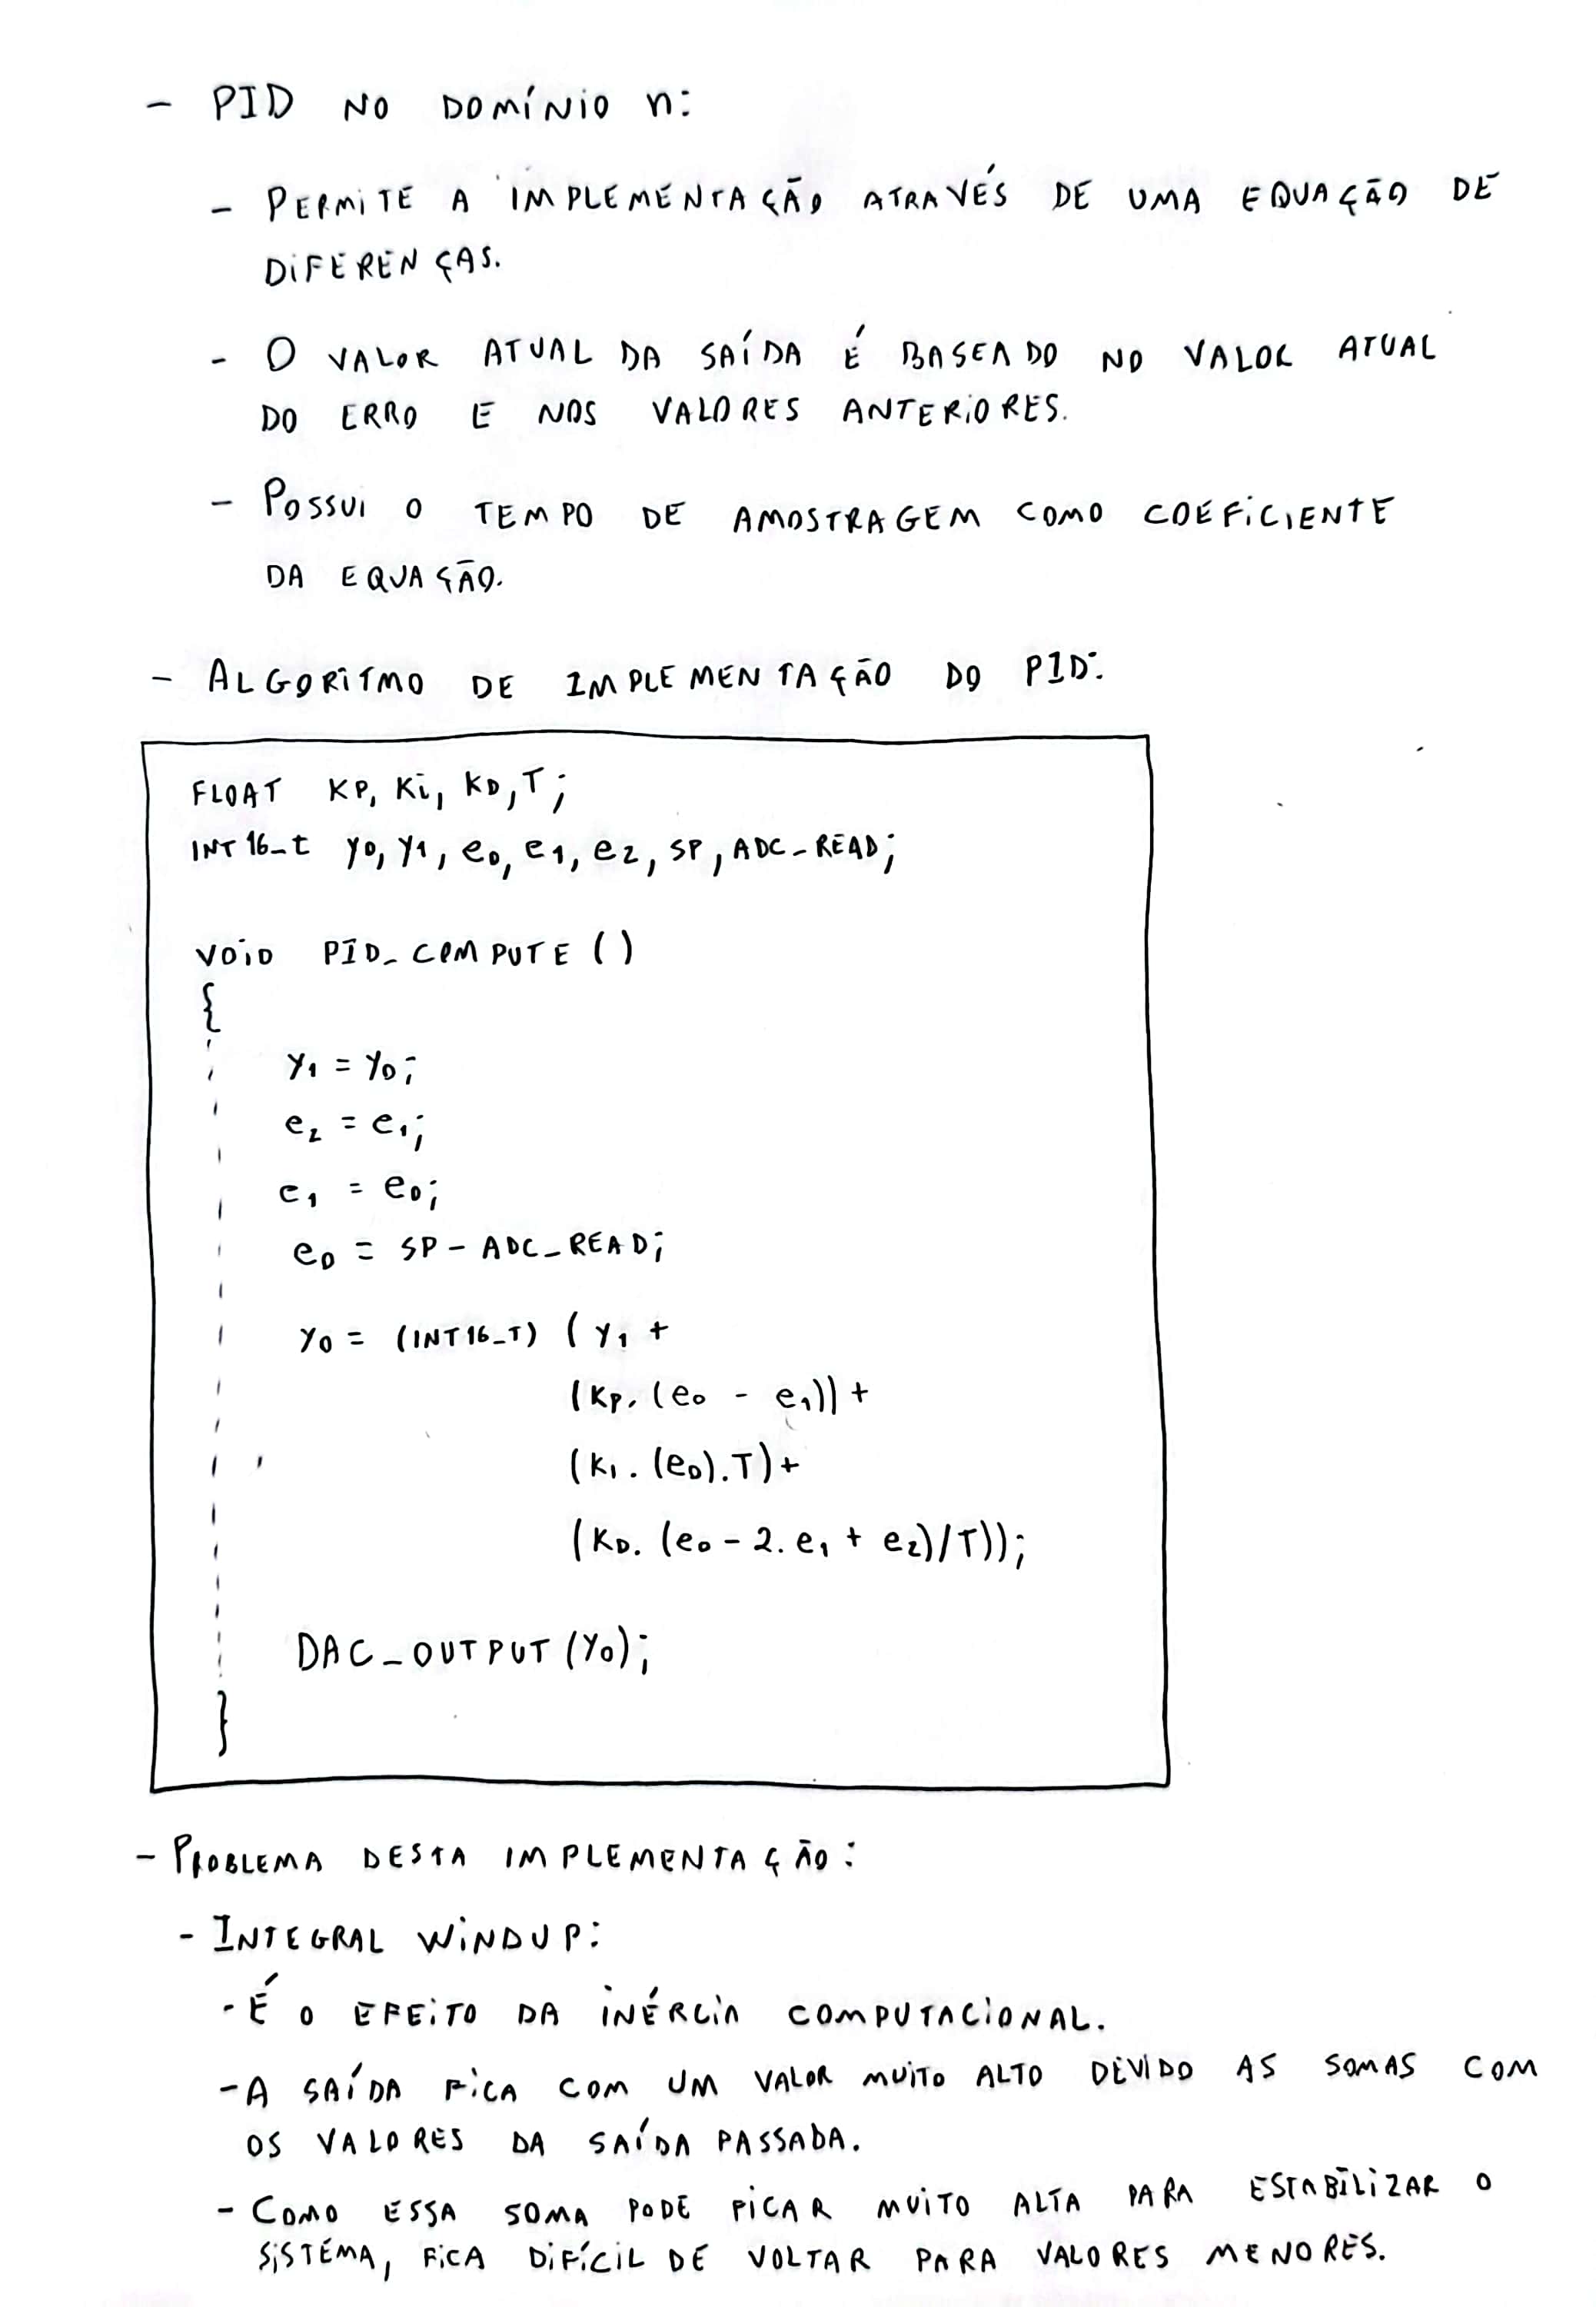 - PID NO DOMÍNIO n:
- PERMITE A IMPLEMENTAÇÃO ATRAVÉS DE UMA EQUAÇÃO DE
DIFERENÇAS.
- O VALOR ATUAL DA SAÍDA É BASEADO NO VALOR ATUAL
DO ERRO E NOS VALORES ANTERIORES.
- POSSUI O TEMPO DE AMOSTRAGEM COMO COEFICIENTE
DA EQUAÇÃO.
- ALGORITMO DE IMPLEMENTAÇÃO DO PID:
FLOAT KP, Ki, KD, T;
INT16_t y0, y1, e0, e1, e2, SP, ADC_READ;
VOID PID_COMPUTE ()
{
y1 = y0;
e2 = e1;
e1 = e0;
e0 = SP - ADC_READ;
y0 = (INT16_T) (y1 +
(KP. (e0 - e1)) +
(KI. (e0).T) +
(KD. (e0 - 2. e1 + e2)/T));
DAC_OUTPUT (y0);
}
- PROBLEMA DESTA IMPLEMENTAÇÃO:
- INTEGRAL WINDUP:
- É O EFEITO DA INÉRCIA COMPUTACIONAL.
- A SAÍDA FICA COM UM VALOR MUITO ALTO DEVIDO AS SOMAS COM
OS VALORES DA SAÍDA PASSADA.
- COMO ESSA SOMA PODE FICAR MUITO ALTA PARA ESTABILIZAR O
SISTEMA, FICA DIFÍCIL DE VOLTAR PARA VALORES MENORES.